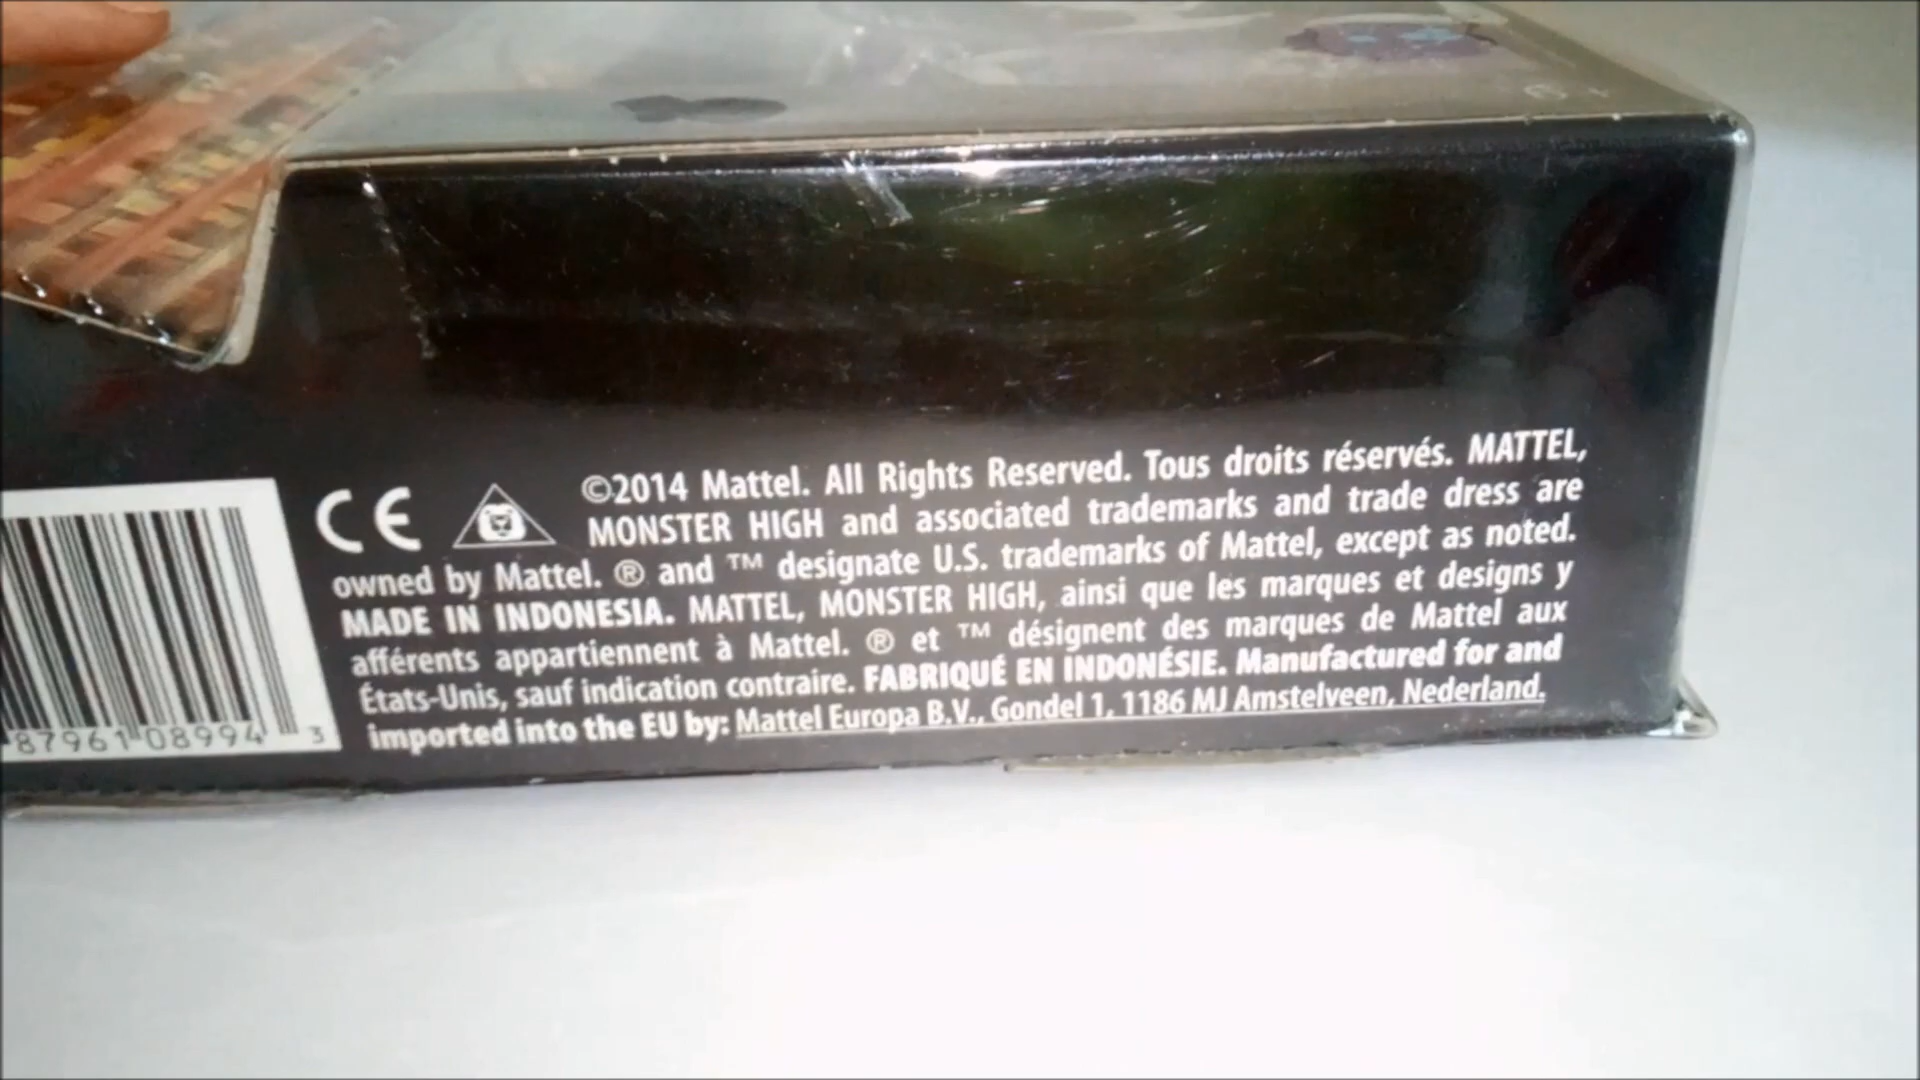 ©2014 Mattel. All Rights Reserved. Tous droits réservés. MATTEL,
MONSTER HIGH and associated trademarks and trade dress are
owned by Mattel. ® and ™ designate U.S. trademarks of Mattel, except as noted.
MADE IN INDONESIA. MATTEL, MONSTER HIGH, ainsi que les marques et designs y
afférents appartiennent à Mattel. ® et ™ désignent des marques de Mattel aux
États-Unis, sauf indication contraire. FABRIQUÉ EN INDONÉSIE. Manufactured for and
imported into the EU by: Mattel Europa B.V., Gondel 1, 1186 MJ Amstelveen, Nederland.
CE
87961 08994 3
6+